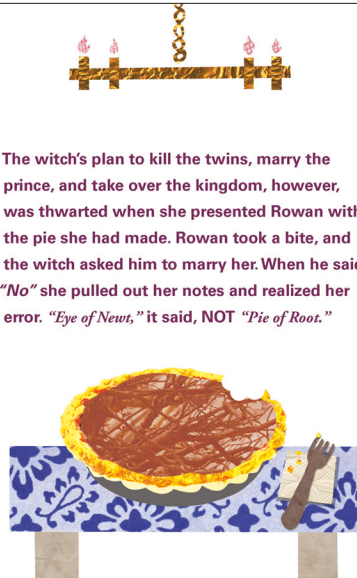 The witch's plan to kill the twins, marry the
prince, and take over the kingdom, however,
was thwarted when she presented Rowan with
the pie she had made. Rowan took a bite, and
the witch asked him to marry her. When he said
"No" she pulled out her notes and realized her
error. "Eye of Newt," it said, NOT "Pie of Root."